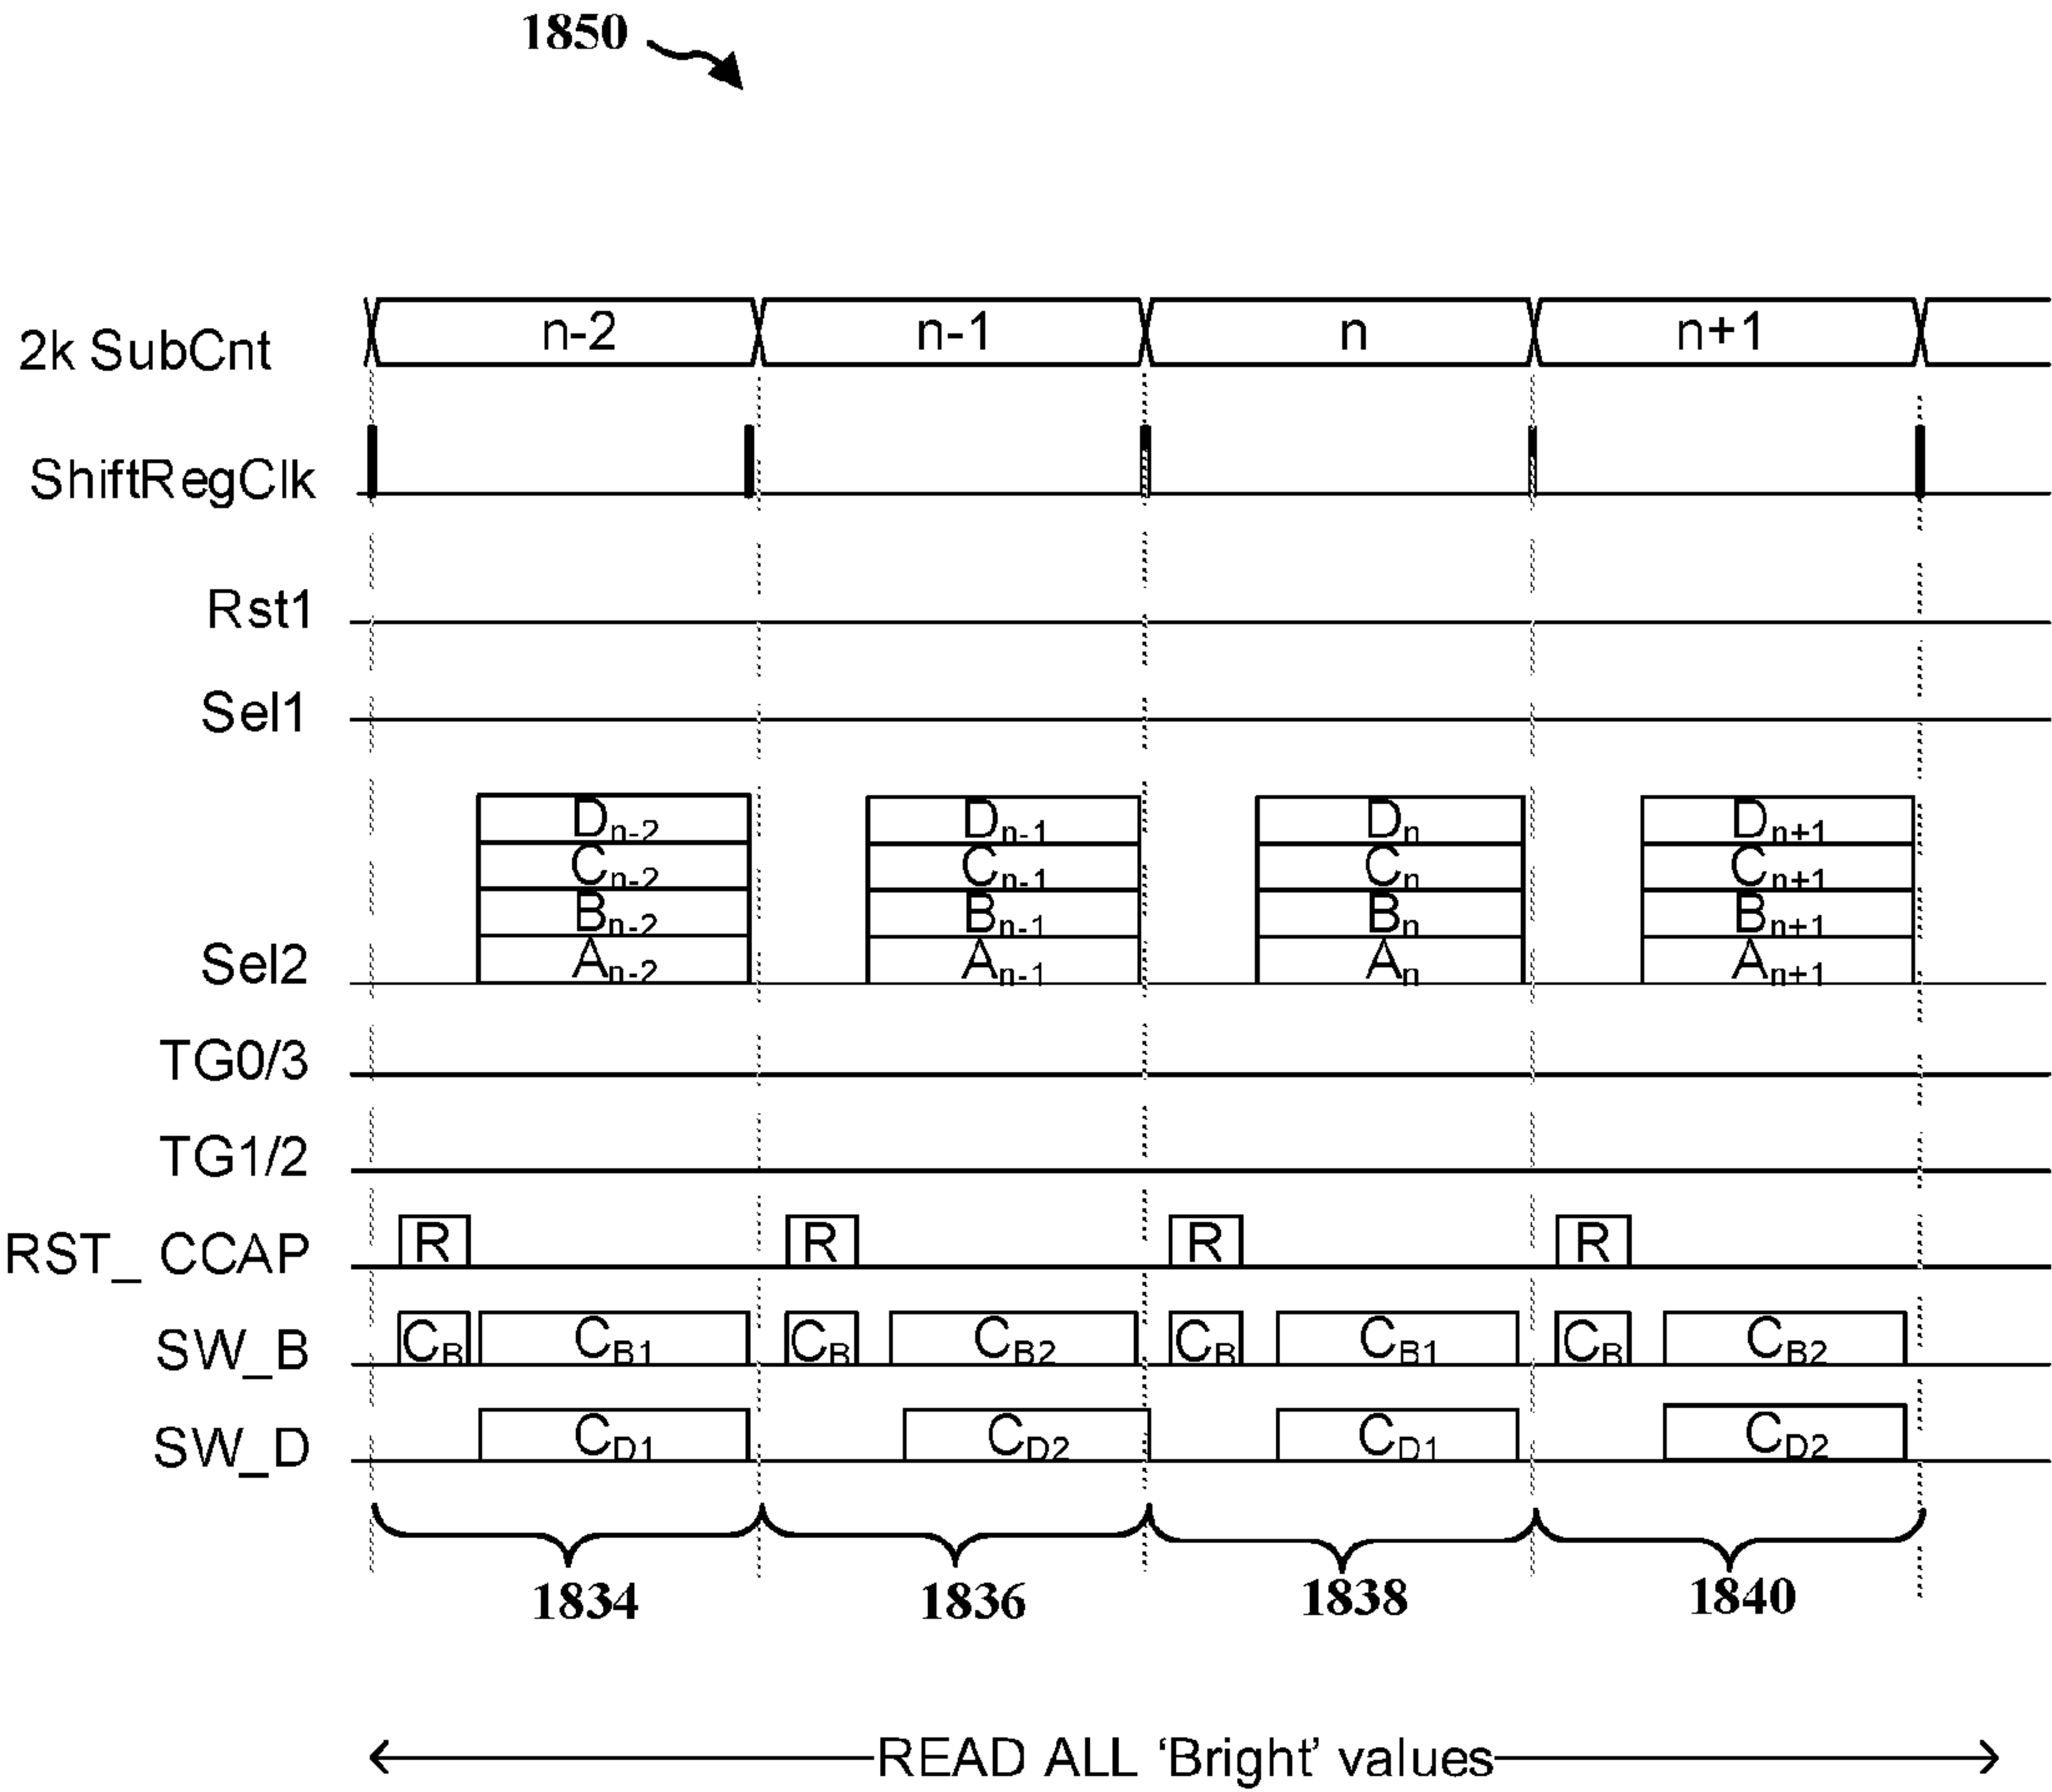 1850
2k SubCnt n-2 n-1 n n+1
ShiftRegClk
Rst1
Sel1
Dn-2 Dn-1 Dn Dn+1
Cn-2 Cn-1 Cn Cn+1
Bn-2 Bn-1 Bn Bn+1
Sel2 An-2 An-1 An An+1
TG0/3
TG1/2
RST_ CCAP R R R R
SW_B CB CB1 CB CB2 CB CB1 CB CB2
SW_D CD1 CD2 CD1 CD2
1834 1836 1838 1840
READ ALL ‘Bright’ values